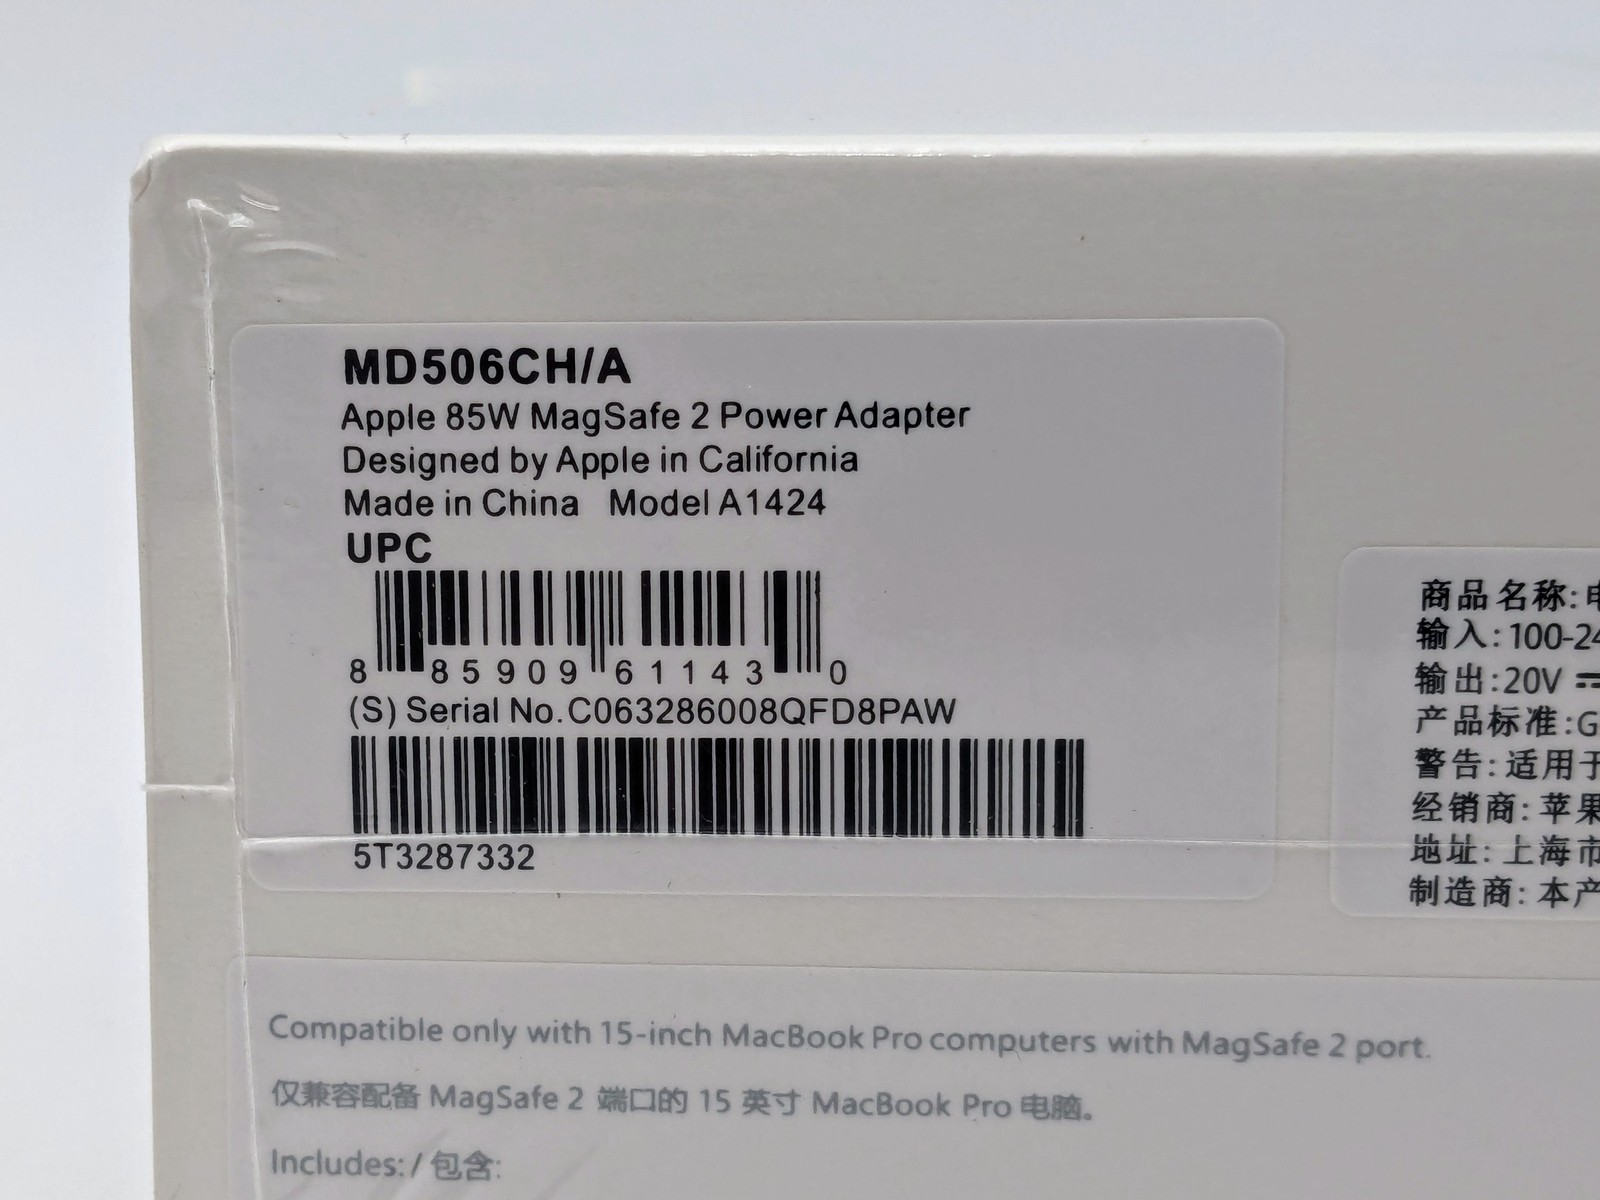 MD506CH/A
Apple 85W MagSafe 2 Power Adapter
Designed by Apple in California
Made in China Model A1424
UPC
8 85909 61143 0
(S) Serial No.C063286008QFD8PAW
5T3287332
商品名称:电
输入:100-24
输出:20V ⎓
产品标准:G
警告:适用于
经销商:苹果
地址:上海市
制造商:本产
Compatible only with 15-inch MacBook Pro computers with MagSafe 2 port.
仅兼容配备 MagSafe 2 端口的 15 英寸 MacBook Pro 电脑。
Includes: / 包含: